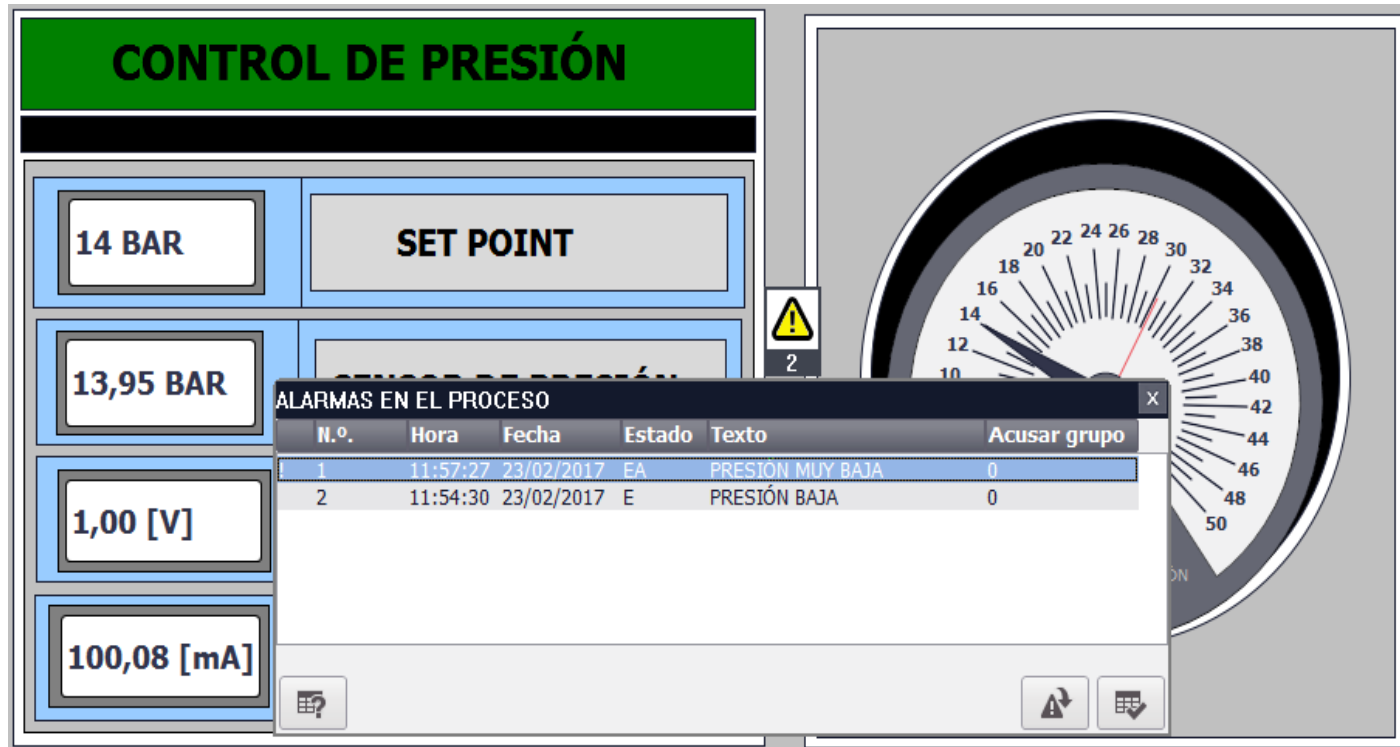 CONTROL DE PRESIÓN
14 BAR
SET POINT
13,95 BAR
SENSOR DE PRESIÓN
1,00 [V]
100,08 [mA]
2
10
12
14
16
18
20
22
24
26
28
30
32
34
36
38
40
42
44
46
48
50
ALARMAS EN EL PROCESO
X
N.º. Hora Fecha Estado Texto Acusar grupo
! 1 11:57:27 23/02/2017 EA PRESIÓN MUY BAJA 0
2 11:54:30 23/02/2017 E PRESIÓN BAJA 0